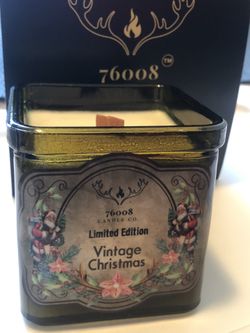 76008™
76008
CANDLE CO.
Limited Edition
Vintage
Christmas